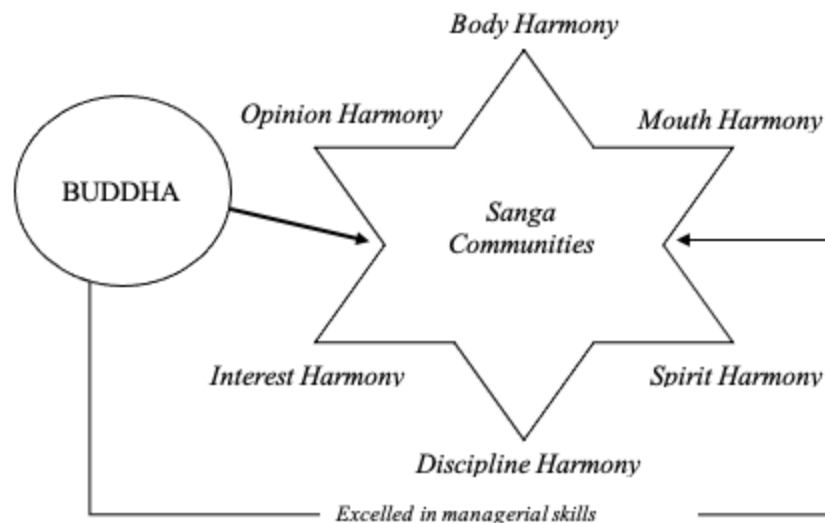 Body Harmony
Opinion Harmony
Mouth Harmony
BUDDHA
Sanga
Communities
Interest Harmony
Spirit Harmony
Discipline Harmony
Excelled in managerial skills